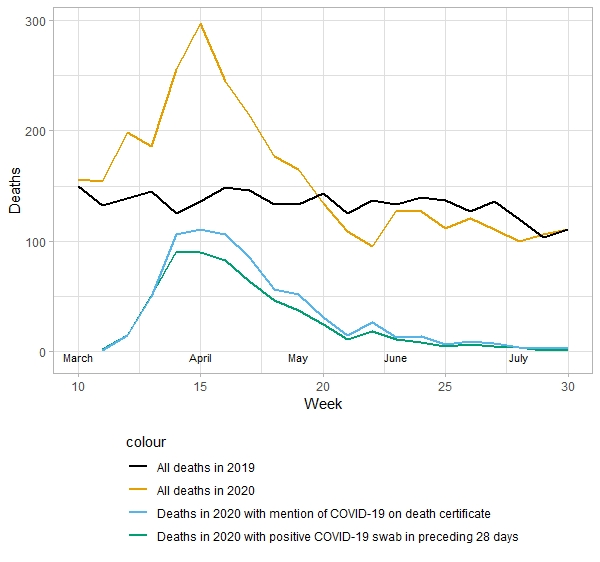 300
200
Deaths
100
0
March April May June July
10 15 20 25 30
Week
colour
All deaths in 2019
All deaths in 2020
Deaths in 2020 with mention of COVID-19 on death certificate
Deaths in 2020 with positive COVID-19 swab in preceding 28 days